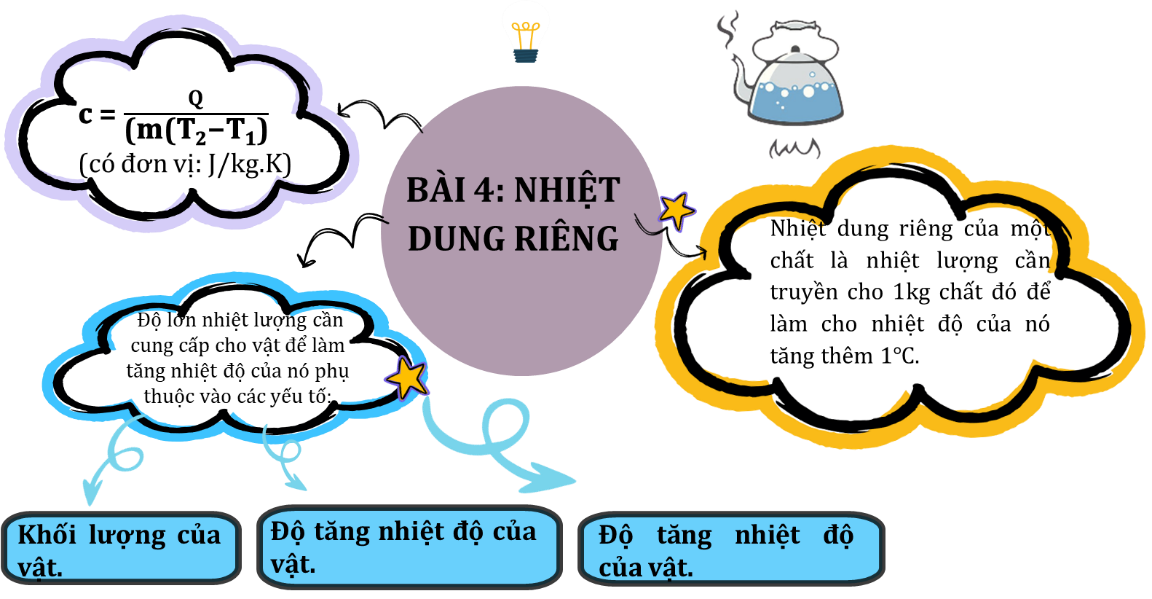 c = Q / (m(T₂−T₁)
(có đơn vị: J/kg.K)
BÀI 4: NHIỆT
DUNG RIÊNG
Nhiệt dung riêng của một
chất là nhiệt lượng cần
truyền cho 1kg chất đó để
làm cho nhiệt độ của nó
tăng thêm 1°C.
Độ lớn nhiệt lượng cần
cung cấp cho vật để làm
tăng nhiệt độ của nó phụ
thuộc vào các yếu tố:
Khối lượng của
vật.
Độ tăng nhiệt độ của
vật.
Độ tăng nhiệt độ
của vật.